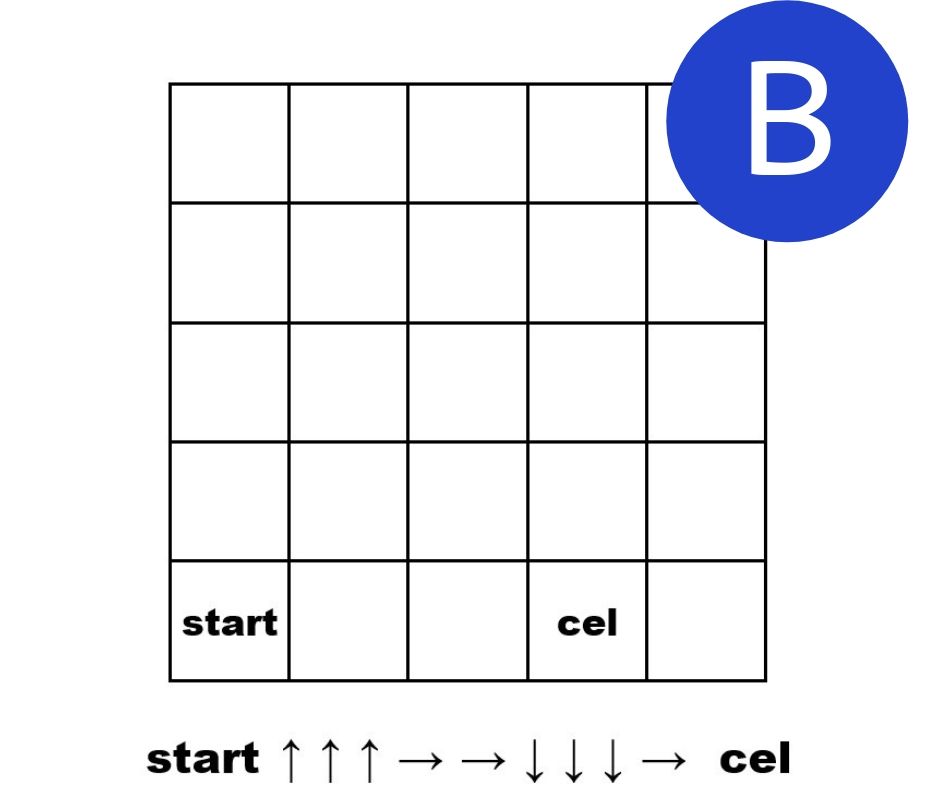 B
start cel
start ↑ ↑ ↑ → → ↓ ↓ ↓ → cel